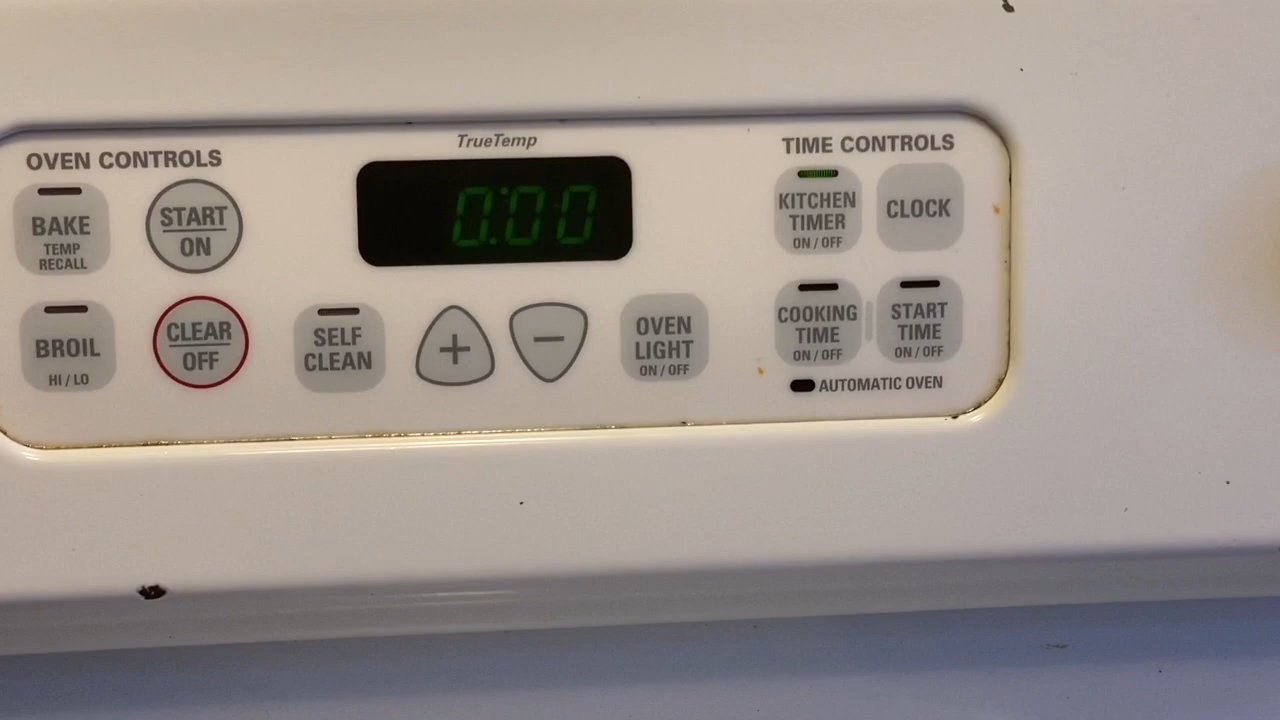 TrueTemp
OVEN CONTROLS
BAKE
TEMP
RECALL
START
ON
BROIL
HI / LO
CLEAR
OFF
SELF
CLEAN
0:00
+
−
OVEN
LIGHT
ON / OFF
TIME CONTROLS
KITCHEN
TIMER
ON / OFF
CLOCK
COOKING
TIME
ON / OFF
START
TIME
ON / OFF
AUTOMATIC OVEN